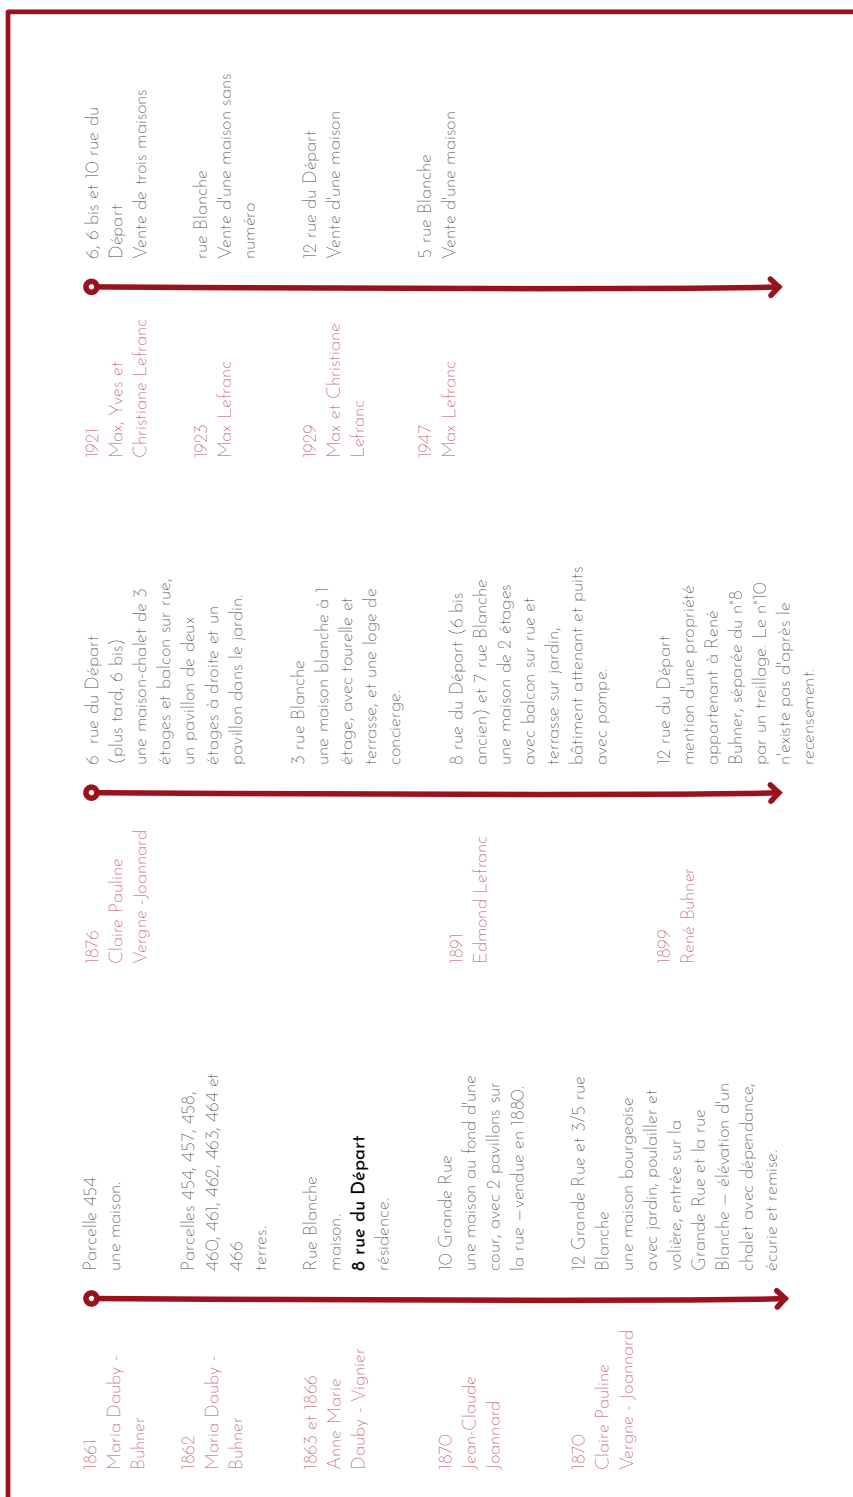 1861
Maria Dauby -
Buhner
Parcelle 454
une maison.
1862
Maria Dauby -
Buhner
Parcelles 454, 457, 458,
460, 461, 462, 463, 464 et
466
terres.
1863 et 1866
Anne Marie
Dauby - Vignier
Rue Blanche
maison.
8 rue du Départ
résidence.
1870
Jean-Claude
Joannard
10 Grande Rue
une maison au fond d'une
cour, avec 2 pavillons sur
la rue –vendue en 1880.
1870
Claire Pauline
Vergne - Joannard
12 Grande Rue et 3/5 rue
Blanche
une maison bourgeoise
avec jardin, poulailler et
volière, entrée sur la
Grande Rue et la rue
Blanche – élévation d'un
chalet avec dépendance,
écurie et remise.
1876
Claire Pauline
Vergne -Joannard
6 rue du Départ
(plus tard, 6 bis)
une maison-chalet de 3
étages et balcon sur rue,
un pavillon de deux
étages à droite et un
pavillon dans le jardin.
3 rue Blanche
une maison blanche à 1
étage, avec tourelle et
terrasse, et une loge de
concierge.
1891
Edmond Lefranc
8 rue du Départ (6 bis
ancien) et 7 rue Blanche
une maison de 2 étages
avec balcon sur rue et
terrasse sur jardin,
bâtiment attenant et puits
avec pompe.
1899
René Buhner
12 rue du Départ
mention d'une propriété
appartenant à René
Buhner, séparée du n°8
par un treillage. Le n°10
n'existe pas d'après le
recensement.
1921
Max, Yves et
Christiane Lefranc
6, 6 bis et 10 rue du
Départ
Vente de trois maisons
1923
Max Lefranc
rue Blanche
Vente d'une maison sans
numéro
1929
Max et Christiane
Lefranc
12 rue du Départ
Vente d'une maison
1947
Max Lefranc
5 rue Blanche
Vente d'une maison